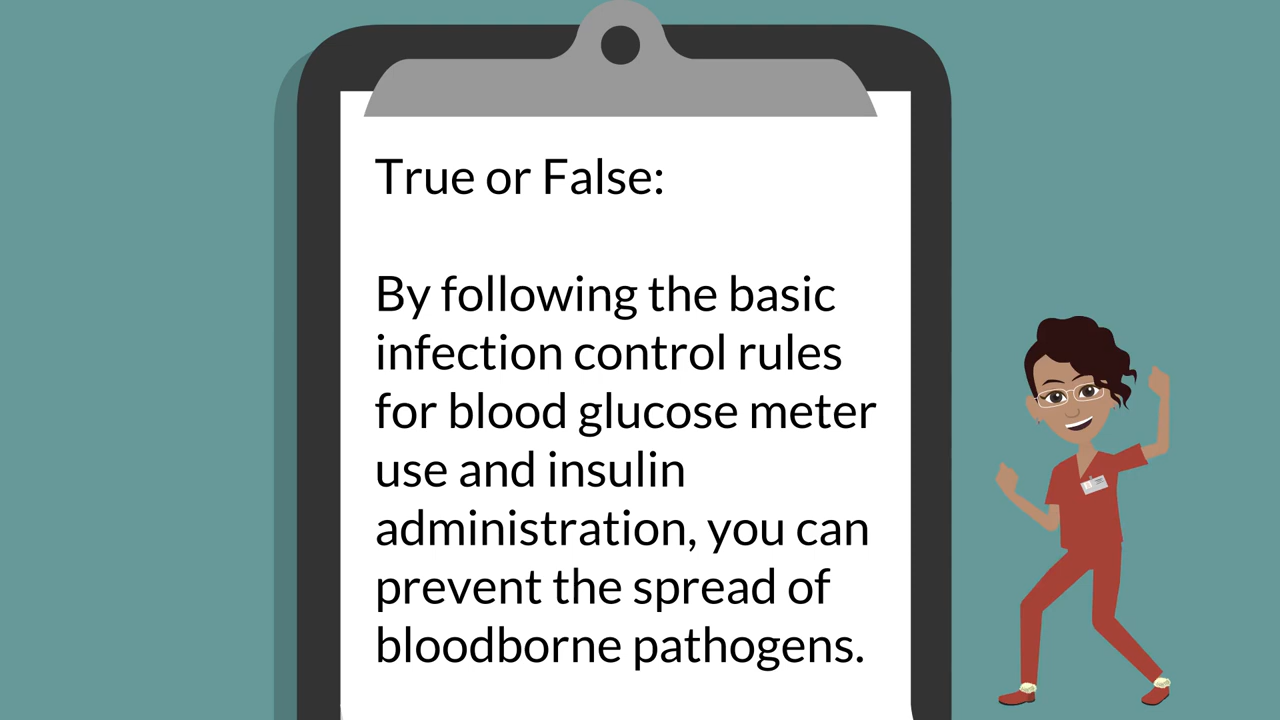 True or False:
By following the basic
infection control rules
for blood glucose meter
use and insulin
administration, you can
prevent the spread of
bloodborne pathogens.